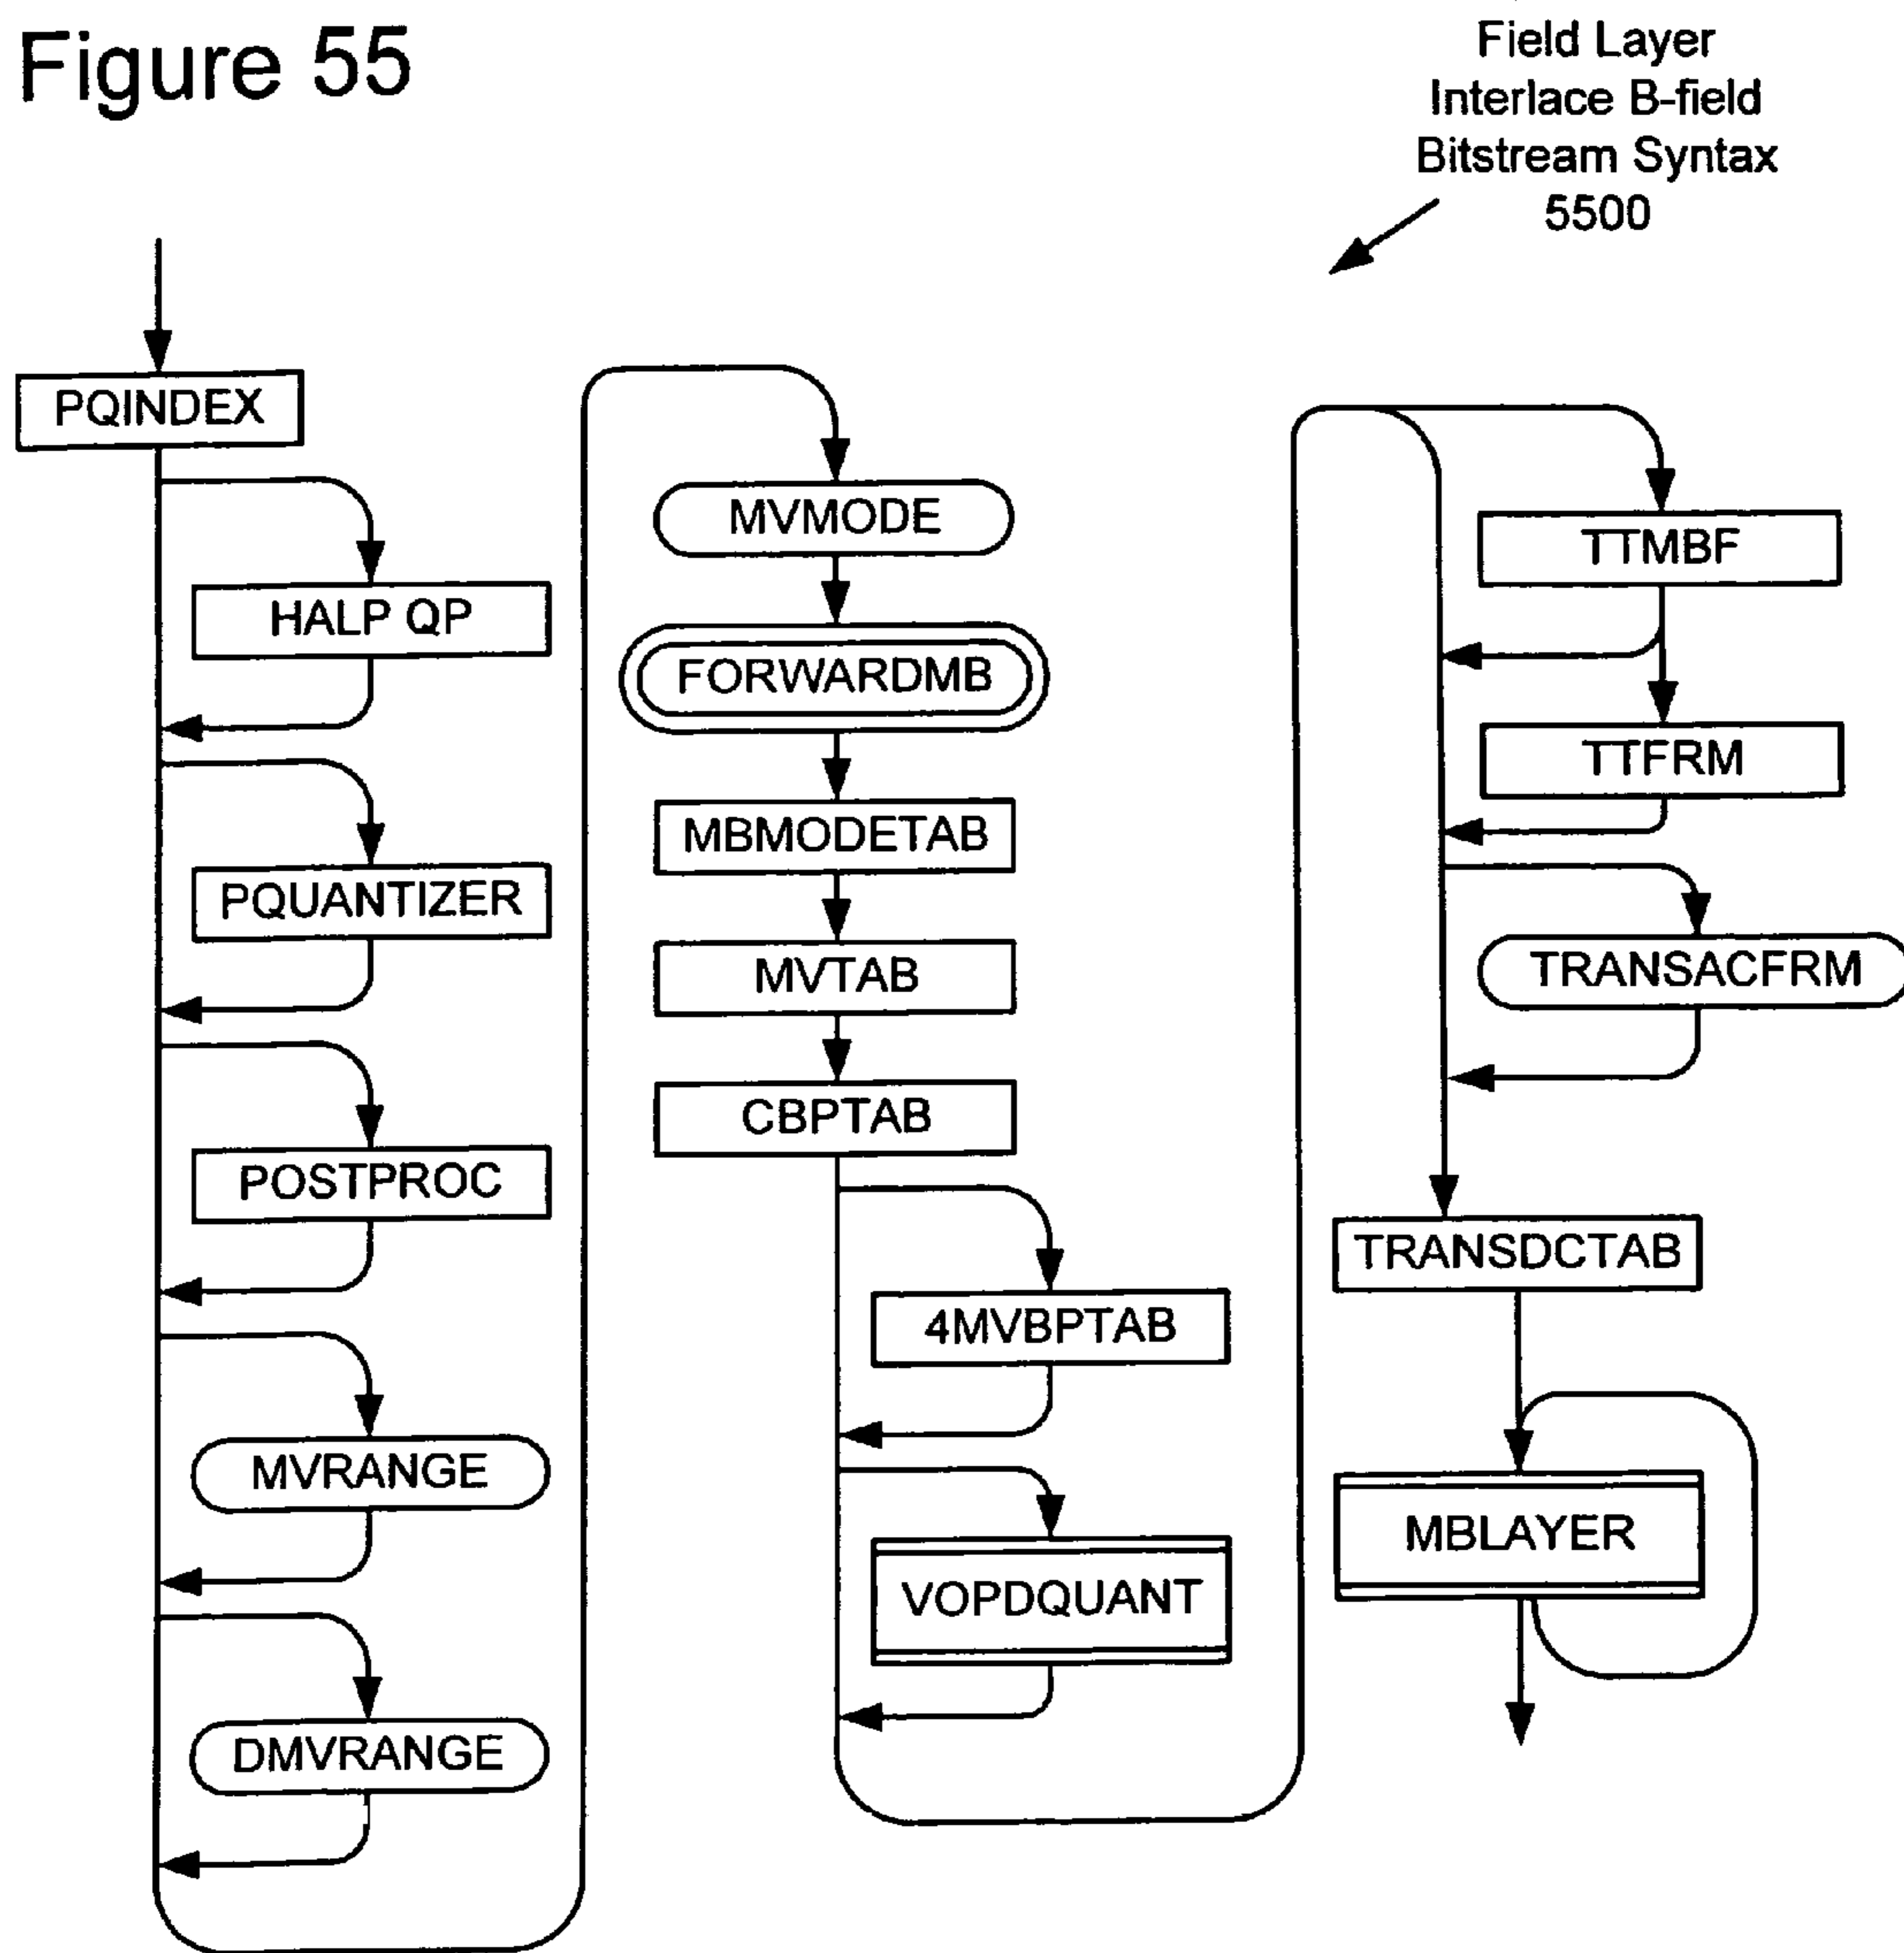 Figure 55
Field Layer
Interlace B-field
Bitstream Syntax
5500
PQINDEX
HALP QP
PQUANTIZER
POSTPROC
MVRANGE
DMVRANGE
MVMODE
FORWARDMB
MBMODETAB
MVTAB
CBPTAB
4MVBPTAB
VOPDQUANT
TTMBF
TTFRM
TRANSACFRM
TRANSDCTAB
MBLAYER